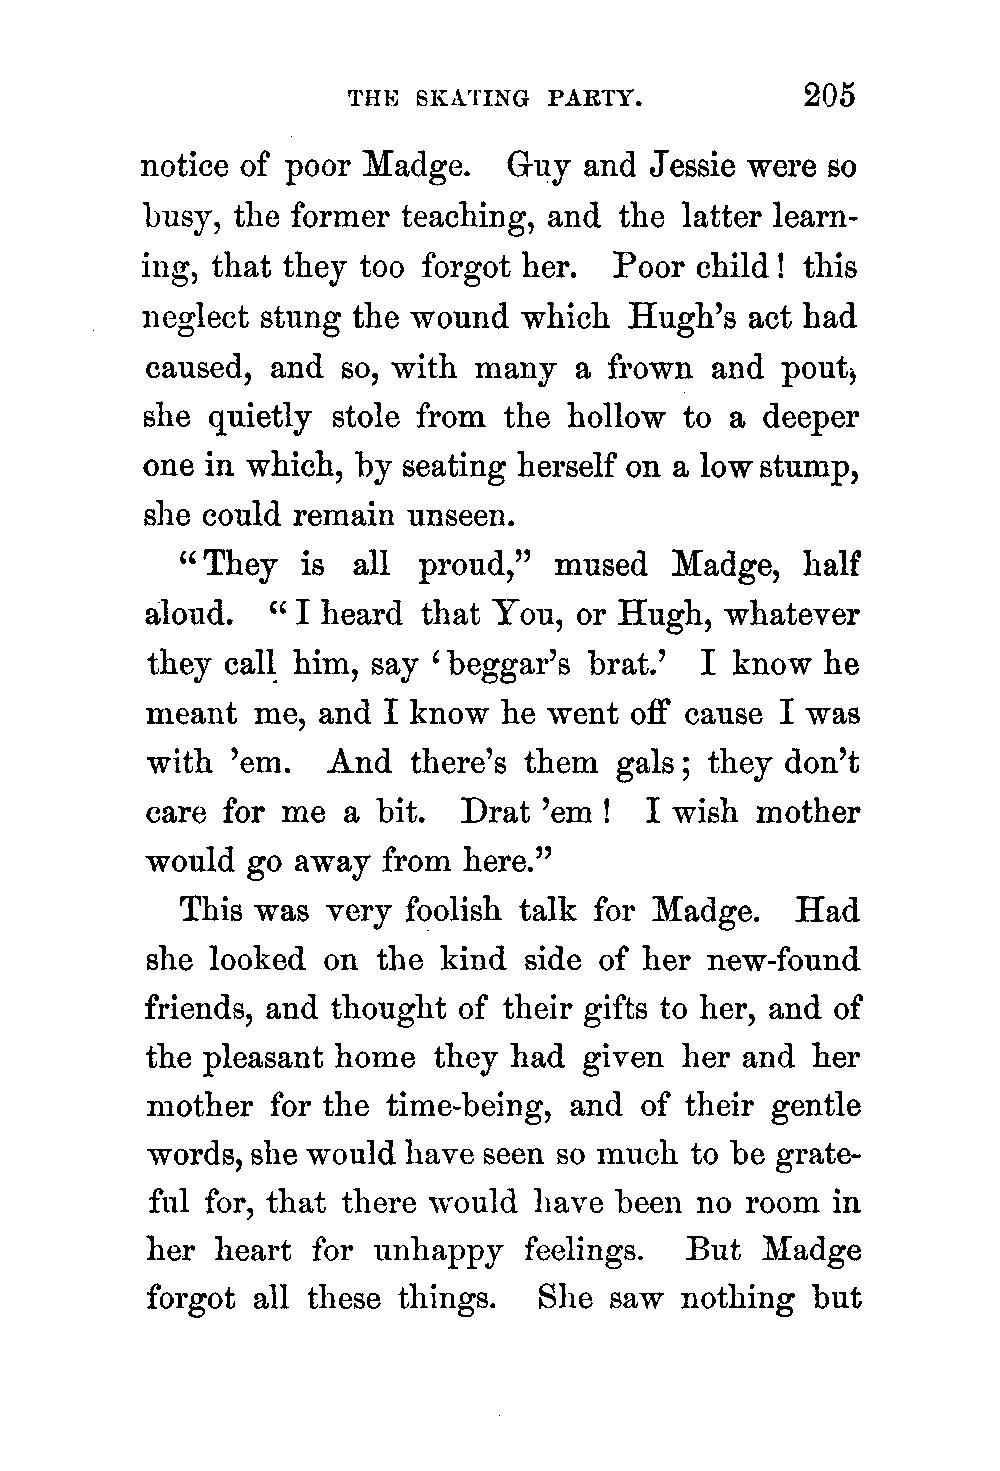 THE SKATING PARTY. 205
notice of poor Madge. Guy and Jessie were so
busy, the former teaching, and the latter learn-
ing, that they too forgot her. Poor child! this
neglect stung the wound which Hugh's act had
caused, and so, with many a frown and pout,
she quietly stole from the hollow to a deeper
one in which, by seating herself on a low stump,
she could remain unseen.
"They is all proud," mused Madge, half
aloud. "I heard that You, or Hugh, whatever
they call him, say 'beggar's brat.' I know he
meant me, and I know he went off cause I was
with 'em. And there's them gals; they don't
care for me a bit. Drat 'em! I wish mother
would go away from here."
This was very foolish talk for Madge. Had
she looked on the kind side of her new-found
friends, and thought of their gifts to her, and of
the pleasant home they had given her and her
mother for the time-being, and of their gentle
words, she would have seen so much to be grate-
ful for, that there would have been no room in
her heart for unhappy feelings. But Madge
forgot all these things. She saw nothing but